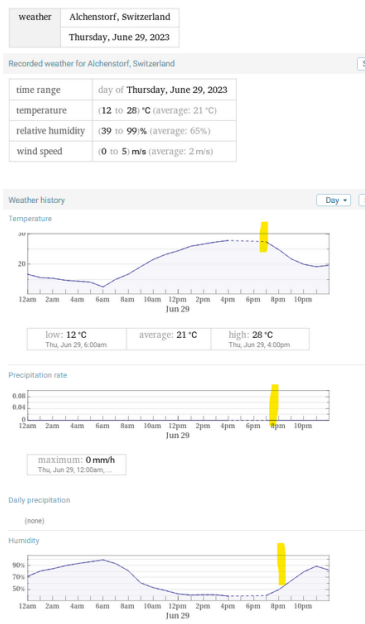 weather
Alchenstorf, Switzerland
Thursday, June 29, 2023
Recorded weather for Alchenstorf, Switzerland
time range day of Thursday, June 29, 2023
temperature (12 to 28) °C (average: 21 °C)
relative humidity (39 to 99)% (average: 65%)
wind speed (0 to 5) m/s (average: 2 m/s)
Weather history Day
Temperature
30
20
12am 2am 4am 6am 8am 10am 12pm 2pm 4pm 6pm 8pm 10pm
Jun 29
low: 12 °C average: 21 °C high: 28 °C
Thu, Jun 29, 6:00am Thu, Jun 29, 4:00pm
Precipitation rate
0.08
0.04
0
12am 2am 4am 6am 8am 10am 12pm 2pm 4pm 6pm 8pm 10pm
Jun 29
maximum: 0 mm/h
Thu, Jun 29, 12:00am, ...
Daily precipitation
(none)
Humidity
90%
70%
50%
12am 2am 4am 6am 8am 10am 12pm 2pm 4pm 6pm 8pm 10pm
Jun 29